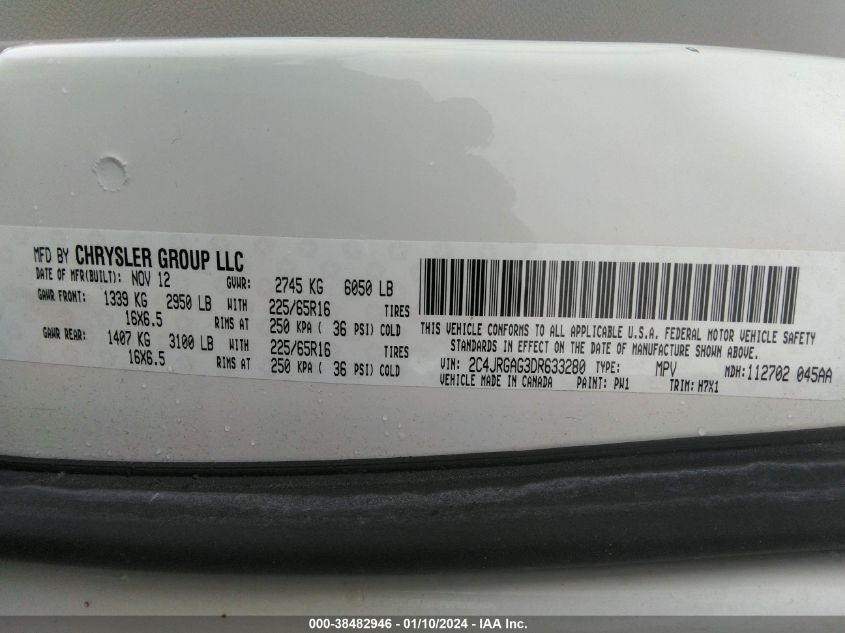 MFD BY CHRYSLER GROUP LLC
DATE OF MFR(BUILT): NOV 12 GVWR: 2745 KG 6050 LB
GAWR FRONT: 1339 KG 2950 LB WITH 225/65R16 TIRES
16X6.5 RIMS AT 250 KPA ( 36 PSI) COLD
GAWR REAR: 1407 KG 3100 LB WITH 225/65R16 TIRES
16X6.5 RIMS AT 250 KPA ( 36 PSI) COLD
THIS VEHICLE CONFORMS TO ALL APPLICABLE U.S.A. FEDERAL MOTOR VEHICLE SAFETY
STANDARDS IN EFFECT ON THE DATE OF MANUFACTURE SHOWN ABOVE.
VIN: 2C4JRGAG3DR633280 TYPE: MPV MDH:112702 045AA
VEHICLE MADE IN CANADA PAINT: PW1 TRIM: H7X1
000-38482946 - 01/10/2024 - IAA Inc.